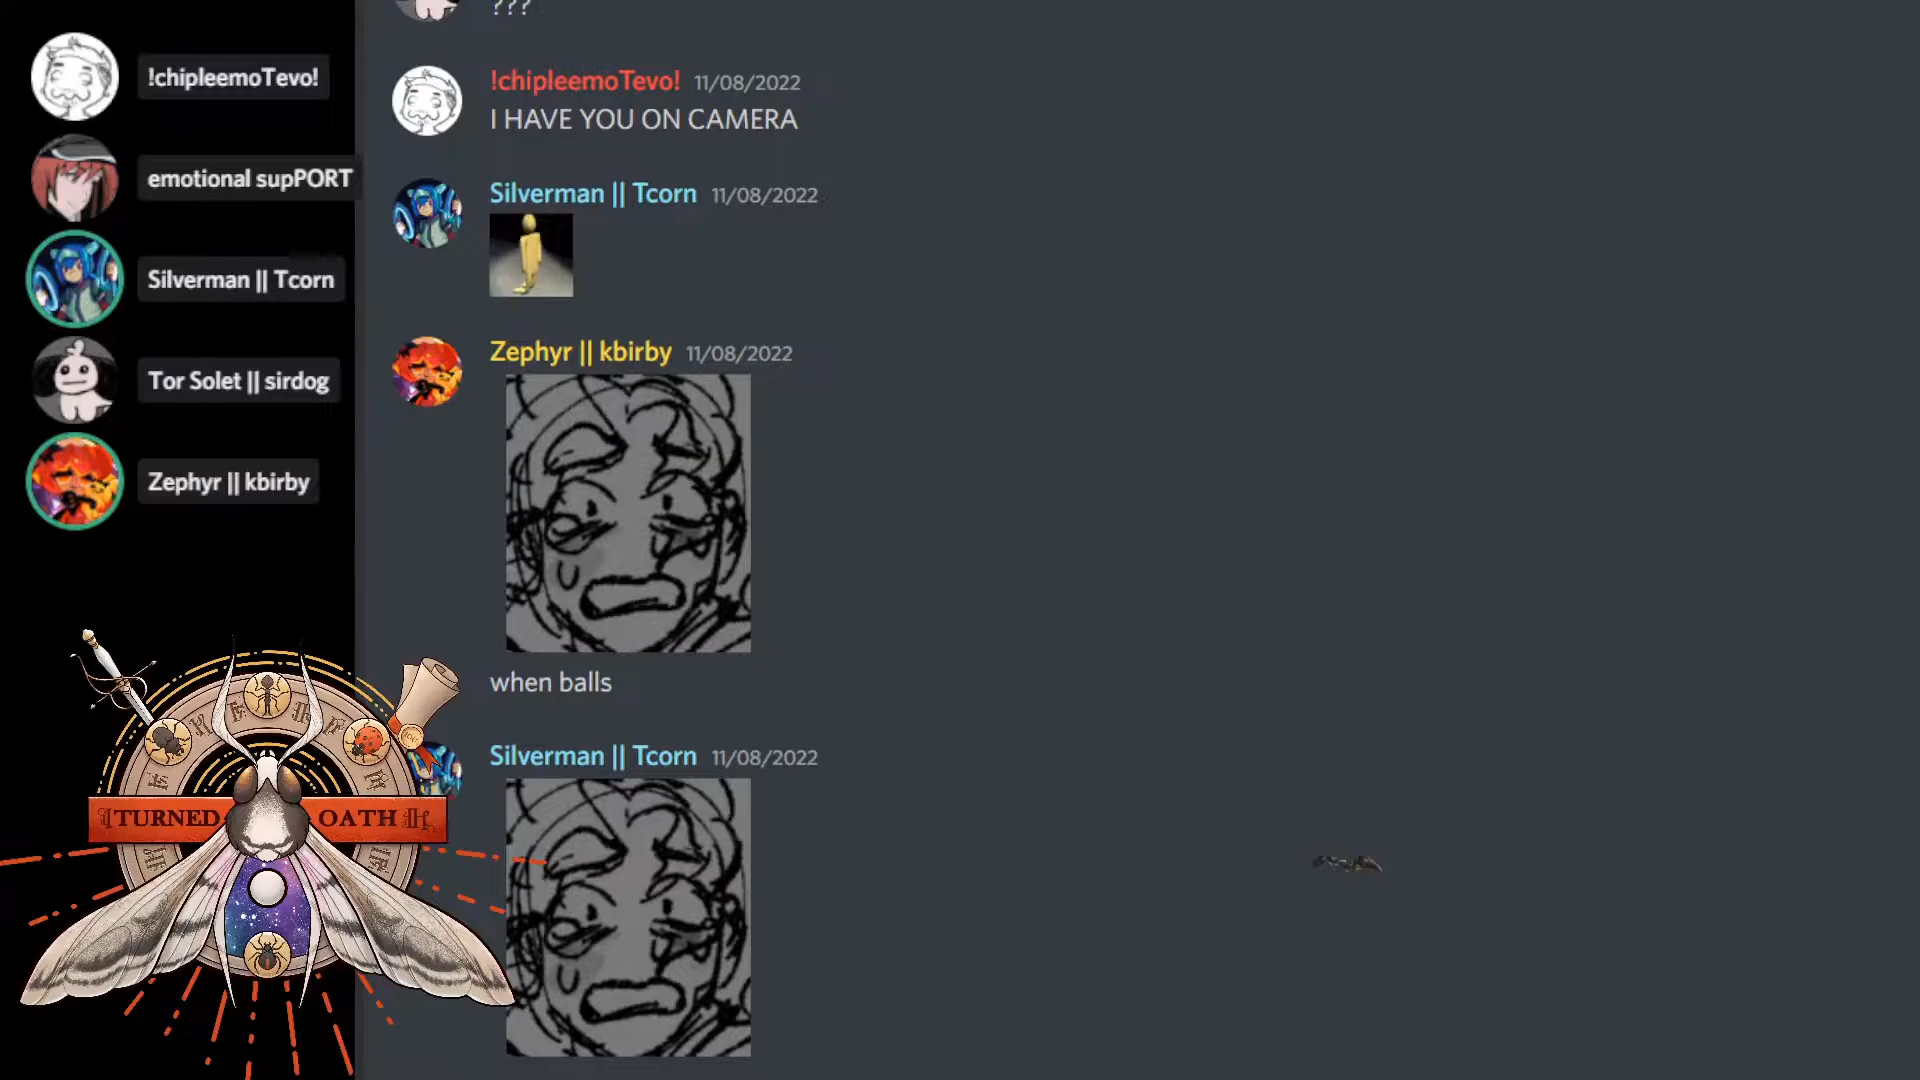 !chipleemoTevo!
emotional supPORT
Silverman || Tcorn
Tor Solet || sirdog
Zephyr || kbirby
???
!chipleemoTevo! 11/08/2022
I HAVE YOU ON CAMERA
Silverman || Tcorn 11/08/2022
Zephyr || kbirby 11/08/2022
when balls
Silverman || Tcorn 11/08/2022
TURNED OATH